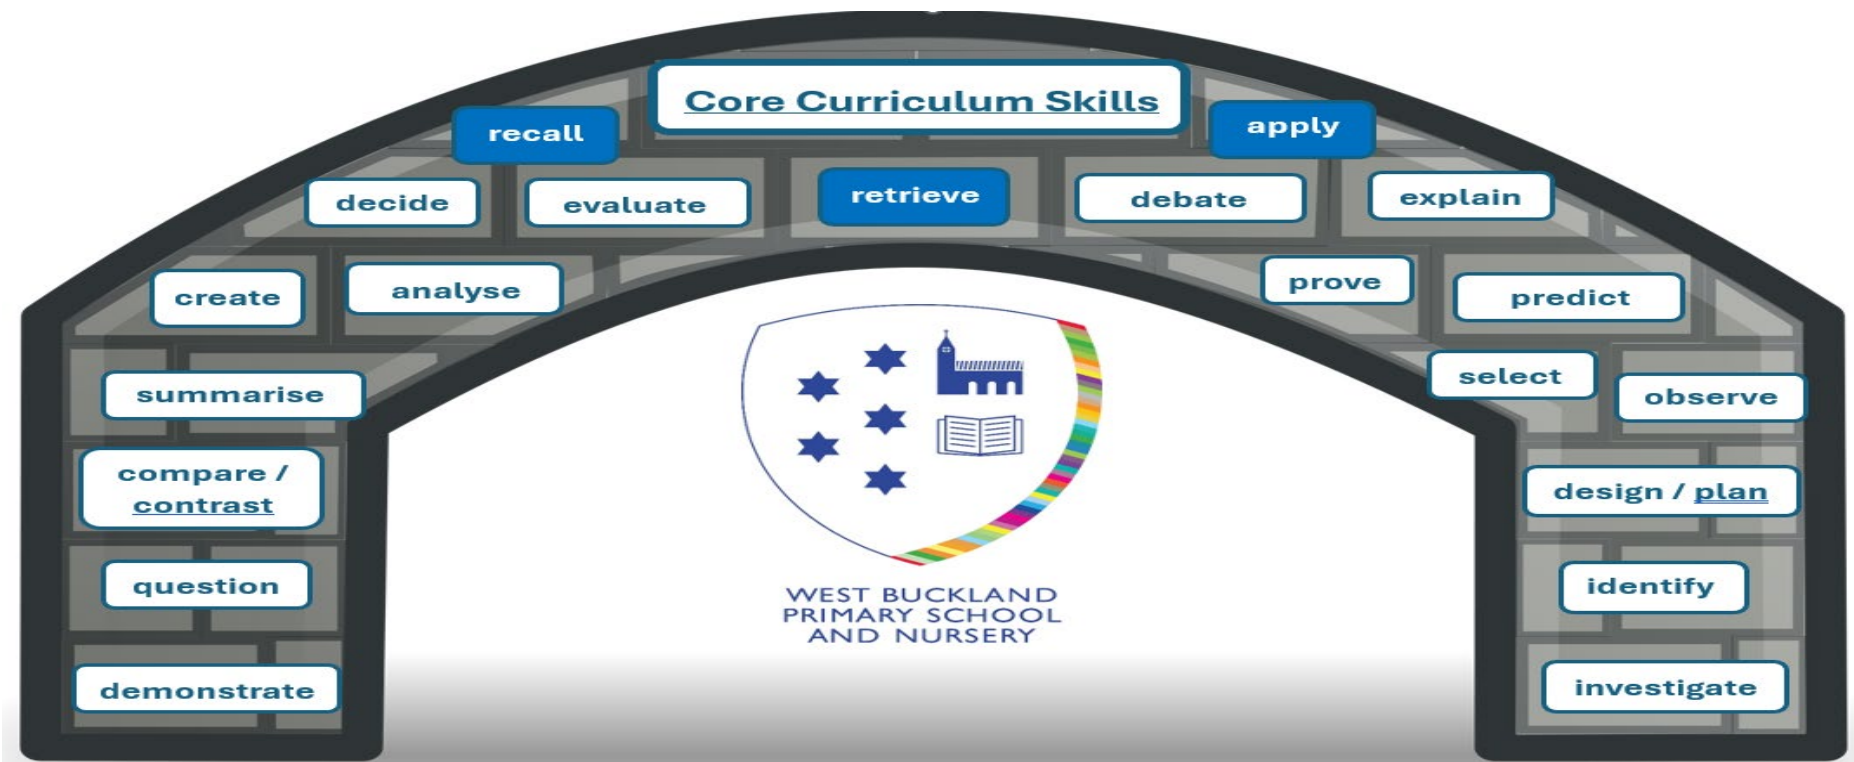 Core Curriculum Skills
recall
apply
decide
evaluate
retrieve
debate
explain
create
analyse
prove
predict
summarise
select
observe
compare /
contrast
design / plan
question
identify
demonstrate
investigate
WEST BUCKLAND
PRIMARY SCHOOL
AND NURSERY